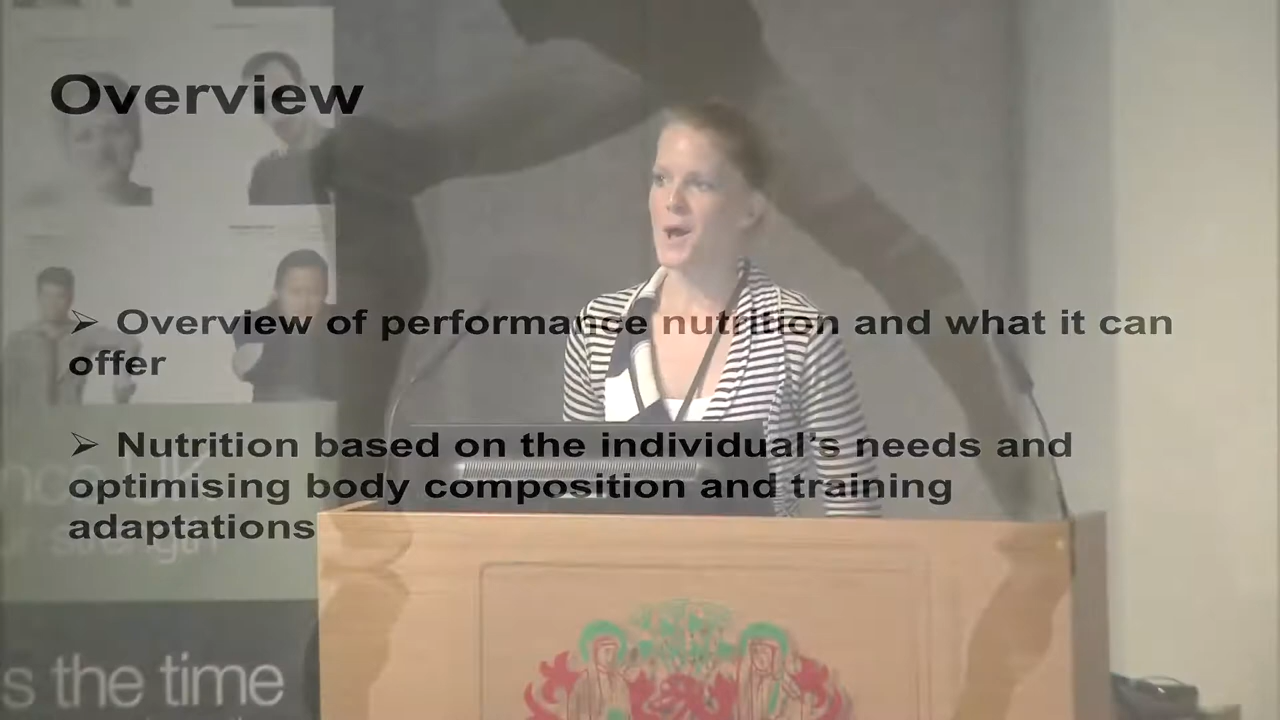 Overview
➢ Overview of performance nutrition and what it can
offer
➢ Nutrition based on the individual's needs and
optimising body composition and training
adaptations
strength
s the time